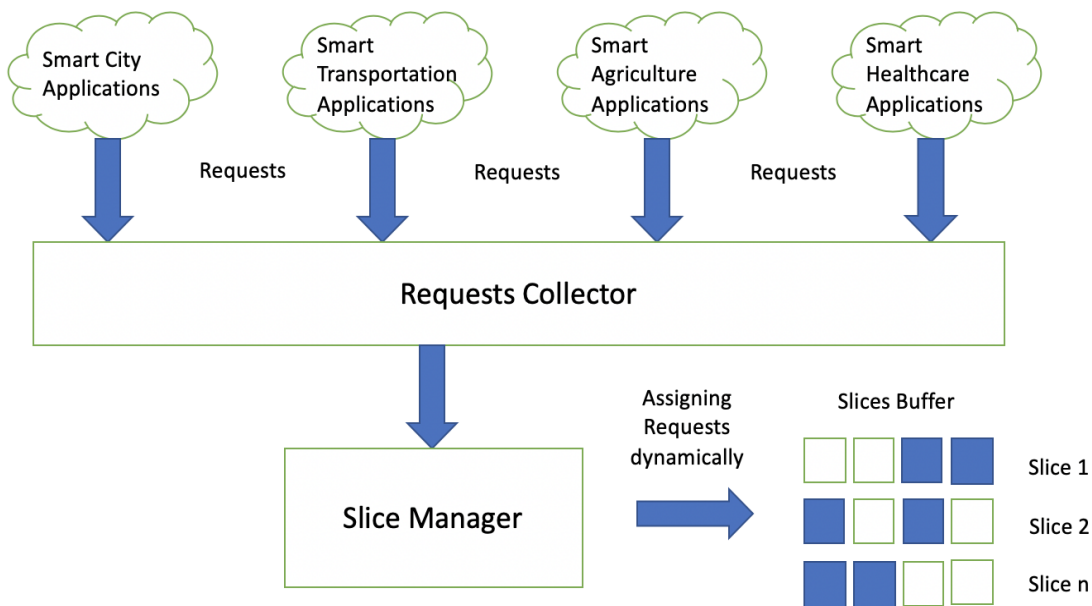 Smart City
Applications
Smart
Transportation
Applications
Smart
Agriculture
Applications
Smart
Healthcare
Applications
Requests
Requests
Requests
Requests Collector
Slice Manager
Assigning
Requests
dynamically
Slices Buffer
Slice 1
Slice 2
Slice n